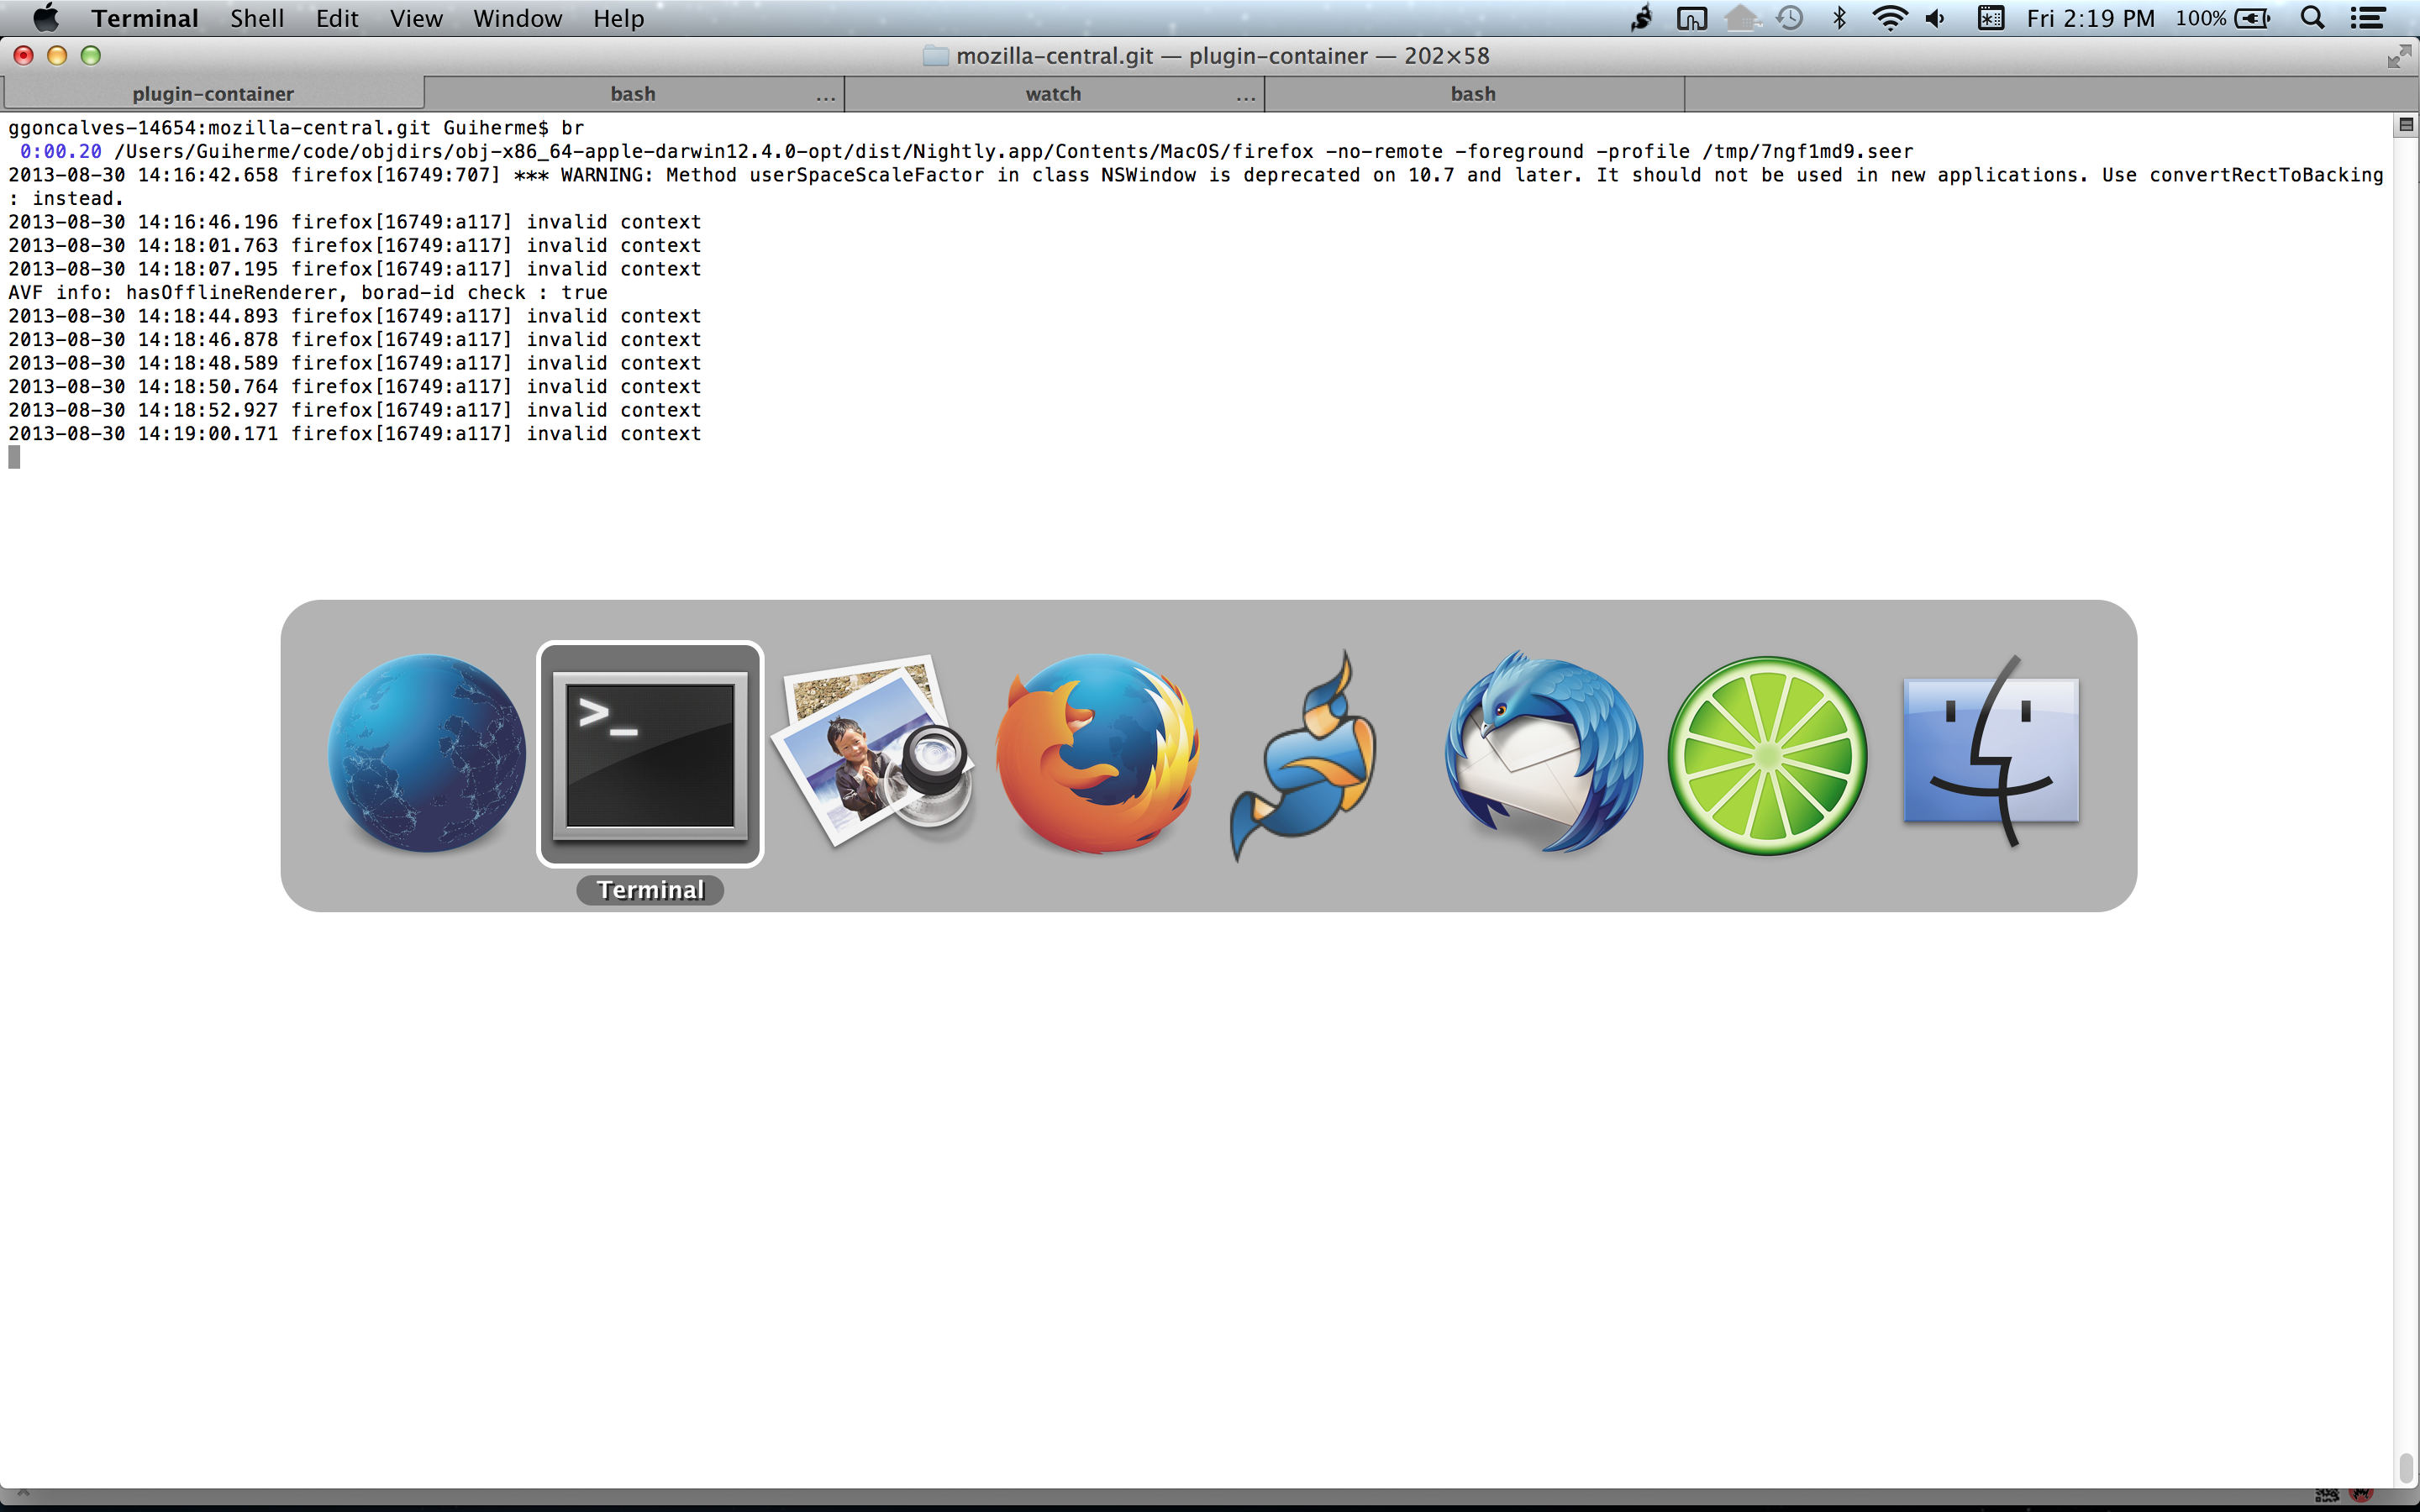 Terminal Shell Edit View Window Help Fri 2:19 PM 100%
mozilla-central.git — plugin-container — 202×58
plugin-container bash ... watch ... bash
ggoncalves-14654:mozilla-central.git Guiherme$ br
0:00.20 /Users/Guiherme/code/objdirs/obj-x86_64-apple-darwin12.4.0-opt/dist/Nightly.app/Contents/MacOS/firefox -no-remote -foreground -profile /tmp/7ngf1md9.seer
2013-08-30 14:16:42.658 firefox[16749:707] *** WARNING: Method userSpaceScaleFactor in class NSWindow is deprecated on 10.7 and later. It should not be used in new applications. Use convertRectToBacking
: instead.
2013-08-30 14:16:46.196 firefox[16749:a117] invalid context
2013-08-30 14:18:01.763 firefox[16749:a117] invalid context
2013-08-30 14:18:07.195 firefox[16749:a117] invalid context
AVF info: hasOfflineRenderer, borad-id check : true
2013-08-30 14:18:44.893 firefox[16749:a117] invalid context
2013-08-30 14:18:46.878 firefox[16749:a117] invalid context
2013-08-30 14:18:48.589 firefox[16749:a117] invalid context
2013-08-30 14:18:50.764 firefox[16749:a117] invalid context
2013-08-30 14:18:52.927 firefox[16749:a117] invalid context
2013-08-30 14:19:00.171 firefox[16749:a117] invalid context
>_
Terminal